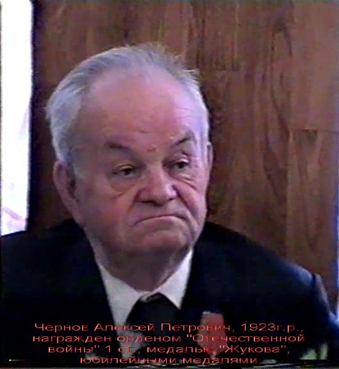 Чернов Алексей Петрович, 1923г.р.,
награжден орденом "Отечественной
войны" 1 ст., медалью "Жукова",
юбилейными медалями